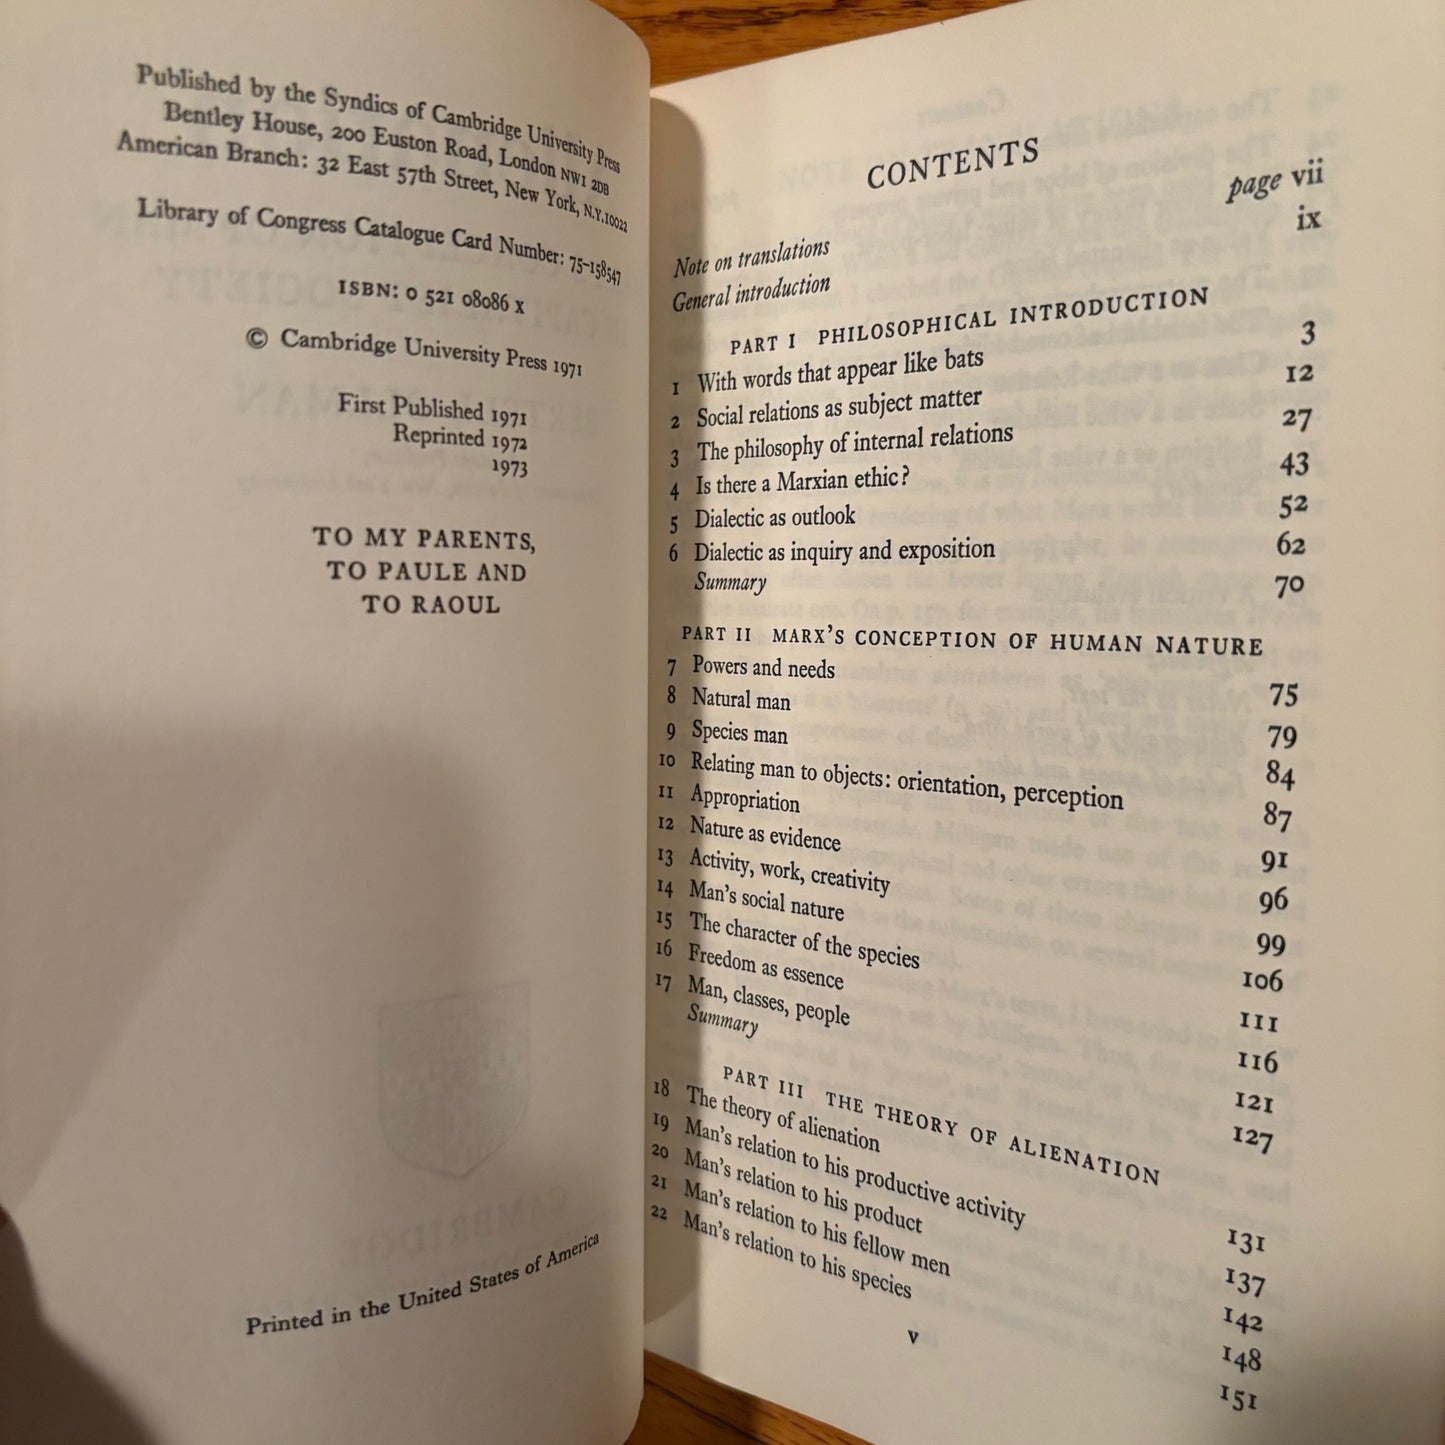 Published by the Syndics of Cambridge University Press
Bentley House, 200 Euston Road, London NW1 2DB
American Branch: 32 East 57th Street, New York, N.Y.10022
Library of Congress Catalogue Card Number: 75-158547
ISBN: 0 521 08086 X
© Cambridge University Press 1971
First Published 1971
Reprinted 1972
1973
TO MY PARENTS,
TO PAULE AND
TO RAOUL
Printed in the United States of America
CONTENTS
Note on translations page vii
General introduction ix
PART I PHILOSOPHICAL INTRODUCTION
1 With words that appear like bats 3
2 Social relations as subject matter 12
3 The philosophy of internal relations 27
4 Is there a Marxian ethic? 43
5 Dialectic as outlook 52
6 Dialectic as inquiry and exposition 62
Summary 70
PART II MARX'S CONCEPTION OF HUMAN NATURE
7 Powers and needs 75
8 Natural man 79
9 Species man 84
10 Relating man to objects: orientation, perception 87
11 Appropriation 91
12 Nature as evidence 96
13 Activity, work, creativity 99
14 Man's social nature 106
15 The character of the species 111
16 Freedom as essence 116
17 Man, classes, people 121
Summary 127
PART III THE THEORY OF ALIENATION
18 The theory of alienation 131
19 Man's relation to his productive activity 137
20 Man's relation to his product 142
21 Man's relation to his fellow men 148
22 Man's relation to his species 151
v